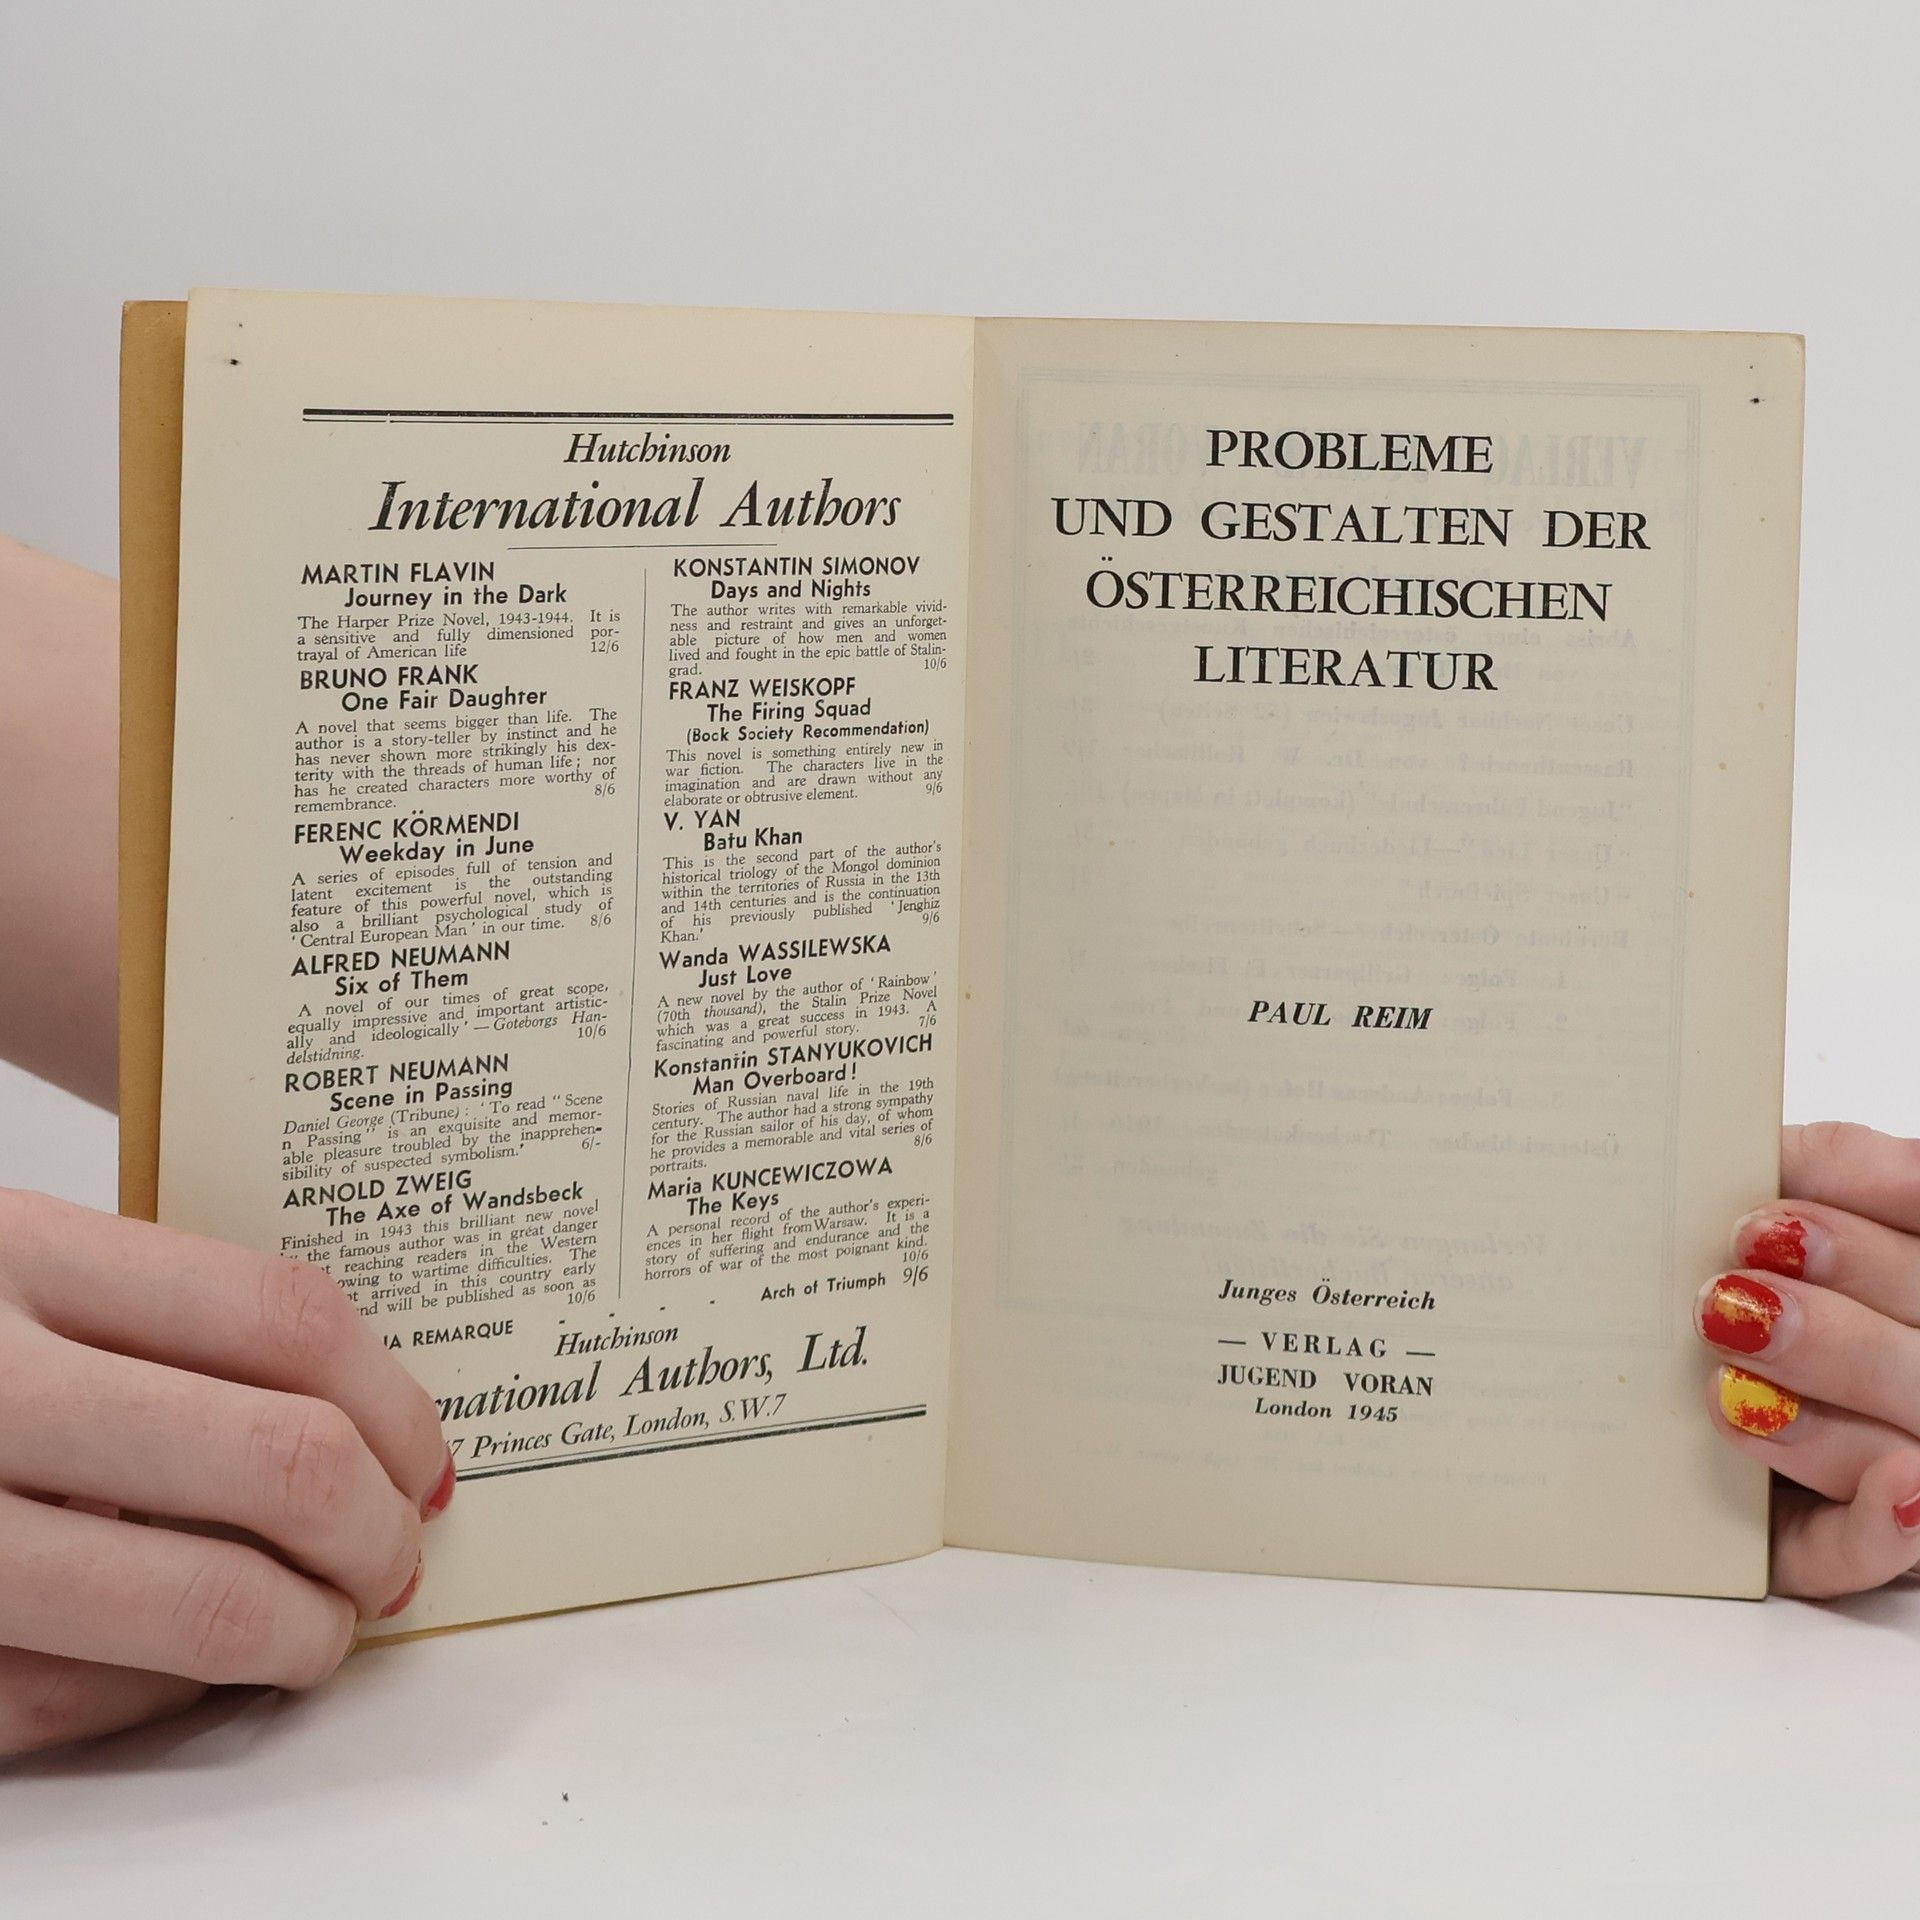 Hutchinson
International Authors
MARTIN FLAVIN
Journey in the Dark
The Harper Prize Novel, 1943-1944. It is
a sensitive and fully dimensioned por-
trayal of American life 12/6
BRUNO FRANK
One Fair Daughter
A novel that seems bigger than life. The
author is a story-teller by instinct and he
has never shown more strikingly his dex-
terity with the threads of human life; nor
has he created characters more worthy of
remembrance. 8/6
FERENC KÖRMENDI
Weekday in June
A series of episodes full of tension and
latent excitement is the outstanding
feature of this powerful novel, which is
also a brilliant psychological study of
‘Central European Man’ in our time. 8/6
ALFRED NEUMANN
Six of Them
A novel of our times of great scope,
equally impressive and important artistic-
ally and ideologically’ — Goteborgs Han-
delstidning. 10/6
ROBERT NEUMANN
Scene in Passing
Daniel George (Tribune): ‘To read “Scene
n Passing” is an exquisite and memor-
able pleasure troubled by the inapprehen-
sibility of suspected symbolism.’ 6/-
ARNOLD ZWEIG
The Axe of Wandsbeck
Finished in 1943 this brilliant new novel
the famous author was in great danger
reaching readers in the Western
owing to wartime difficulties. The
arrived in this country early
nd will be published as soon as
10/6
KONSTANTIN SIMONOV
Days and Nights
The author writes with remarkable vivid-
ness and restraint and gives an unforget-
able picture of how men and women
lived and fought in the epic battle of Stalin-
grad. 10/6
FRANZ WEISKOPF
The Firing Squad
(Book Society Recommendation)
This novel is something entirely new in
war fiction. The characters live in the
imagination and are drawn without any
elaborate or obtrusive element. 9/6
V. YAN
Batu Khan
This is the second part of the author's
historical triology of the Mongol dominion
within the territories of Russia in the 13th
and 14th centuries and is the continuation
of his previously published ‘Jenghiz
Khan.’ 9/6
Wanda WASSILEWSKA
Just Love
A new novel by the author of ‘Rainbow’
(70th thousand), the Stalin Prize Novel
which was a great success in 1943. A
fascinating and powerful story. 7/6
Konstantin STANYUKOVICH
Man Overboard!
Stories of Russian naval life in the 19th
century. The author had a strong sympathy
for the Russian sailor of his day, of whom
he provides a memorable and vital series of
portraits. 8/6
Maria KUNCEWICZOWA
The Keys
A personal record of the author's experi-
ences in her flight from Warsaw. It is a
story of suffering and endurance and the
horrors of war of the most poignant kind.
10/6
REMARQUE - - - Arch of Triumph 9/6
Hutchinson
rnational Authors, Ltd.
7 Princes Gate, London, S.W.7
PROBLEME
UND GESTALTEN DER
ÖSTERREICHISCHEN
LITERATUR
PAUL REIM
Junges Österreich
— VERLAG —
JUGEND VORAN
London 1945